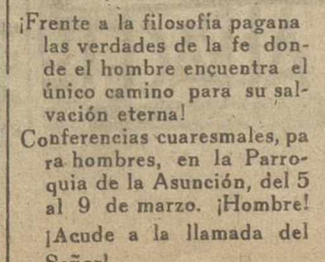 ¡Frente a la filosofía pagana
las verdades de la fe don-
de el hombre encuentra el
único camino para su sal-
vación eterna!
Conferencias cuaresmales, pa
ra hombres, en la Parro-
quia de la Asunción, del 5
al 9 de marzo. ¡Hombre!
¡Acude a la llamada del